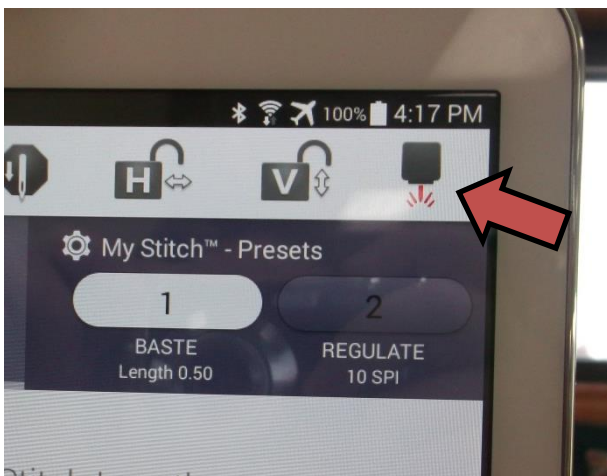 100% 4:17 PM
H V
My Stitch™ - Presets
1 2
BASTE REGULATE
Length 0.50 10 SPI